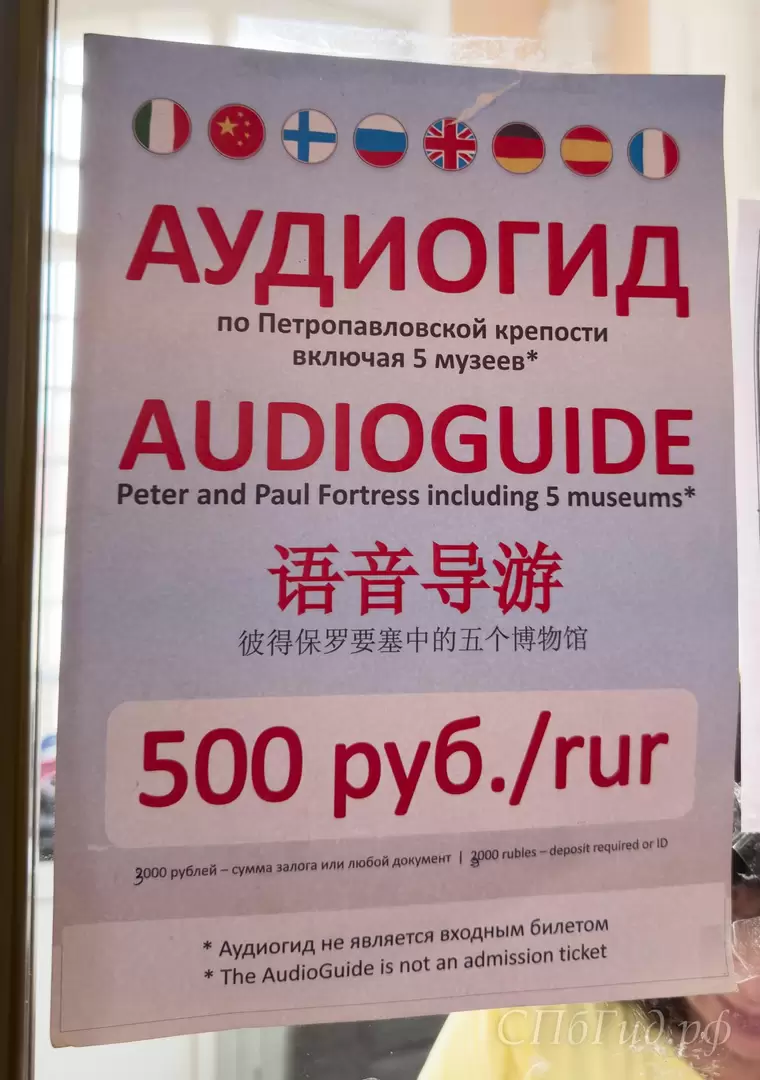 АУДИОГИД
по Петропавловской крепости
включая 5 музеев*
AUDIOGUIDE
Peter and Paul Fortress including 5 museums*
语音导游
彼得保罗要塞中的五个博物馆
500 руб./rur
3000 рублей – сумма залога или любой документ | 3000 rubles – deposit required or ID
* Аудиогид не является входным билетом
* The AudioGuide is not an admission ticket
СПбГид.рф